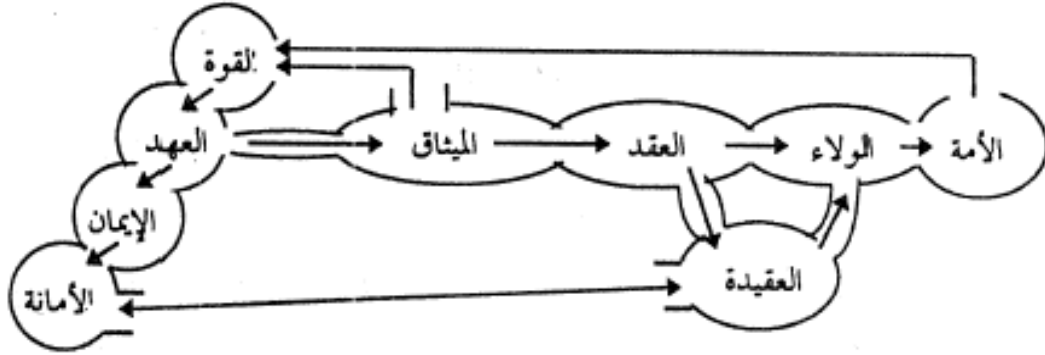 القوة
العهد
الميثاق
العقد
الولاء
الأمة
الإيمان
الأمانة
العقيدة